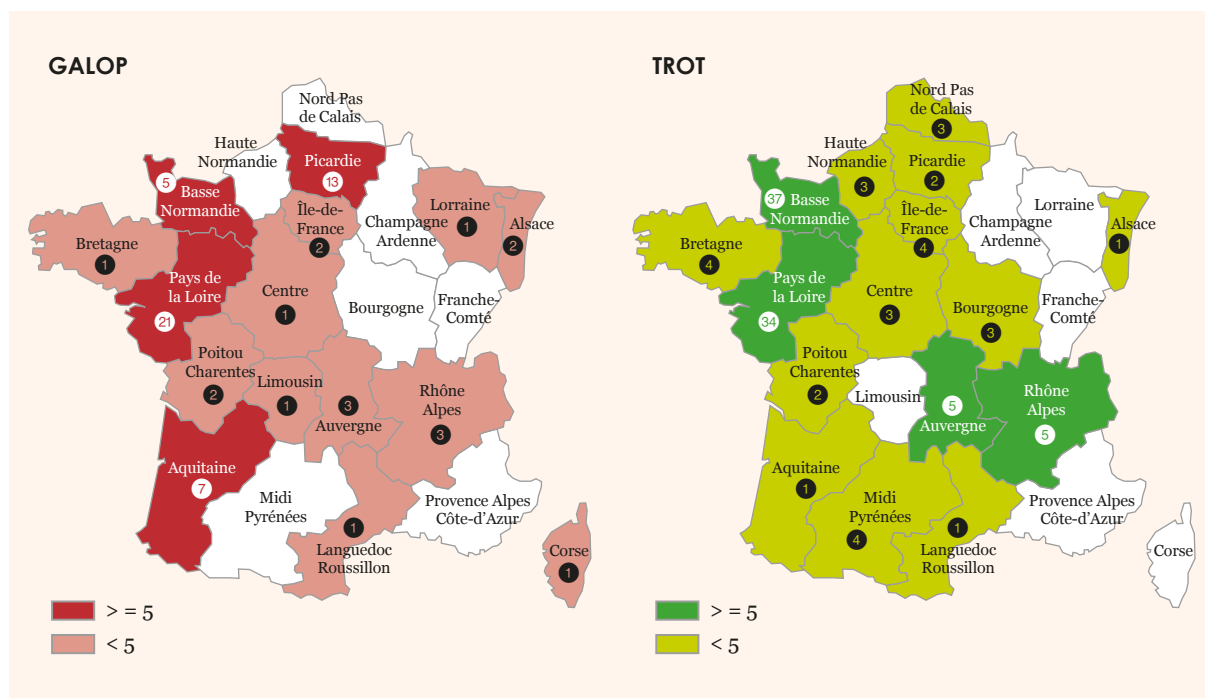 GALOP
Nord Pas
de Calais
Haute
Normandie
Picardie
13
5
Basse
Normandie
Île-de-
France
2
Champagne
Ardenne
Lorraine
1
Alsace
2
Bretagne
1
Pays de
la Loire
21
Centre
1
Bourgogne
Franche-
Comté
Poitou
Charentes
2
Limousin
1
3
Auvergne
Rhône
Alpes
3
Aquitaine
7
Midi
Pyrénées
1
Languedoc
Roussillon
Provence Alpes
Côte-d'Azur
Corse
1
> = 5
< 5
TROT
Nord Pas
de Calais
3
Haute
Normandie
3
Picardie
2
37
Basse
Normandie
Île-de-
France
4
Champagne
Ardenne
Lorraine
Alsace
1
Bretagne
4
Pays de
la Loire
34
Centre
3
Bourgogne
3
Franche-
Comté
Poitou
Charentes
2
Limousin
5
Auvergne
Rhône
Alpes
5
Aquitaine
1
Midi
Pyrénées
4
1
Languedoc
Roussillon
Provence Alpes
Côte-d'Azur
Corse
> = 5
< 5